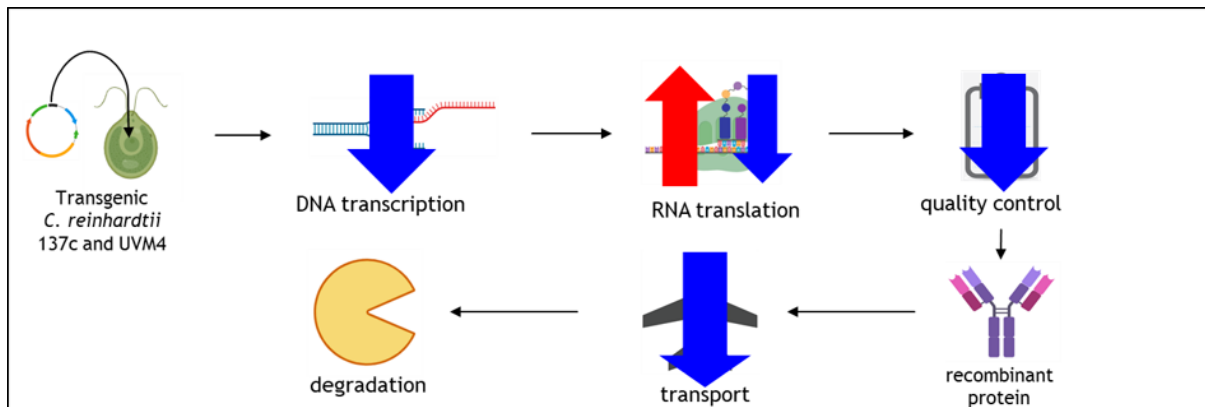 Transgenic
C. reinhardtii
137c and UVM4
DNA transcription
RNA translation
quality control
degradation
transport
recombinant
protein